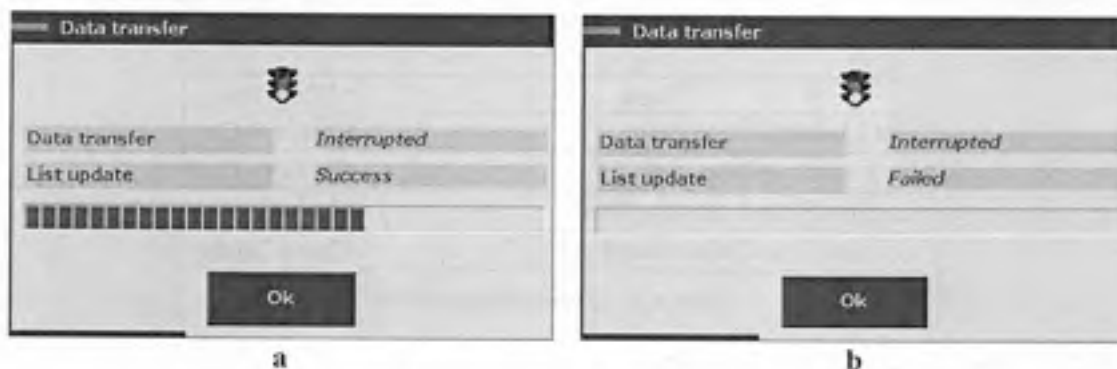 Data transfer
Data transfer Interrupted
List update Success
Ok
a
Data transfer
Data transfer Interrupted
List update Failed
Ok
b